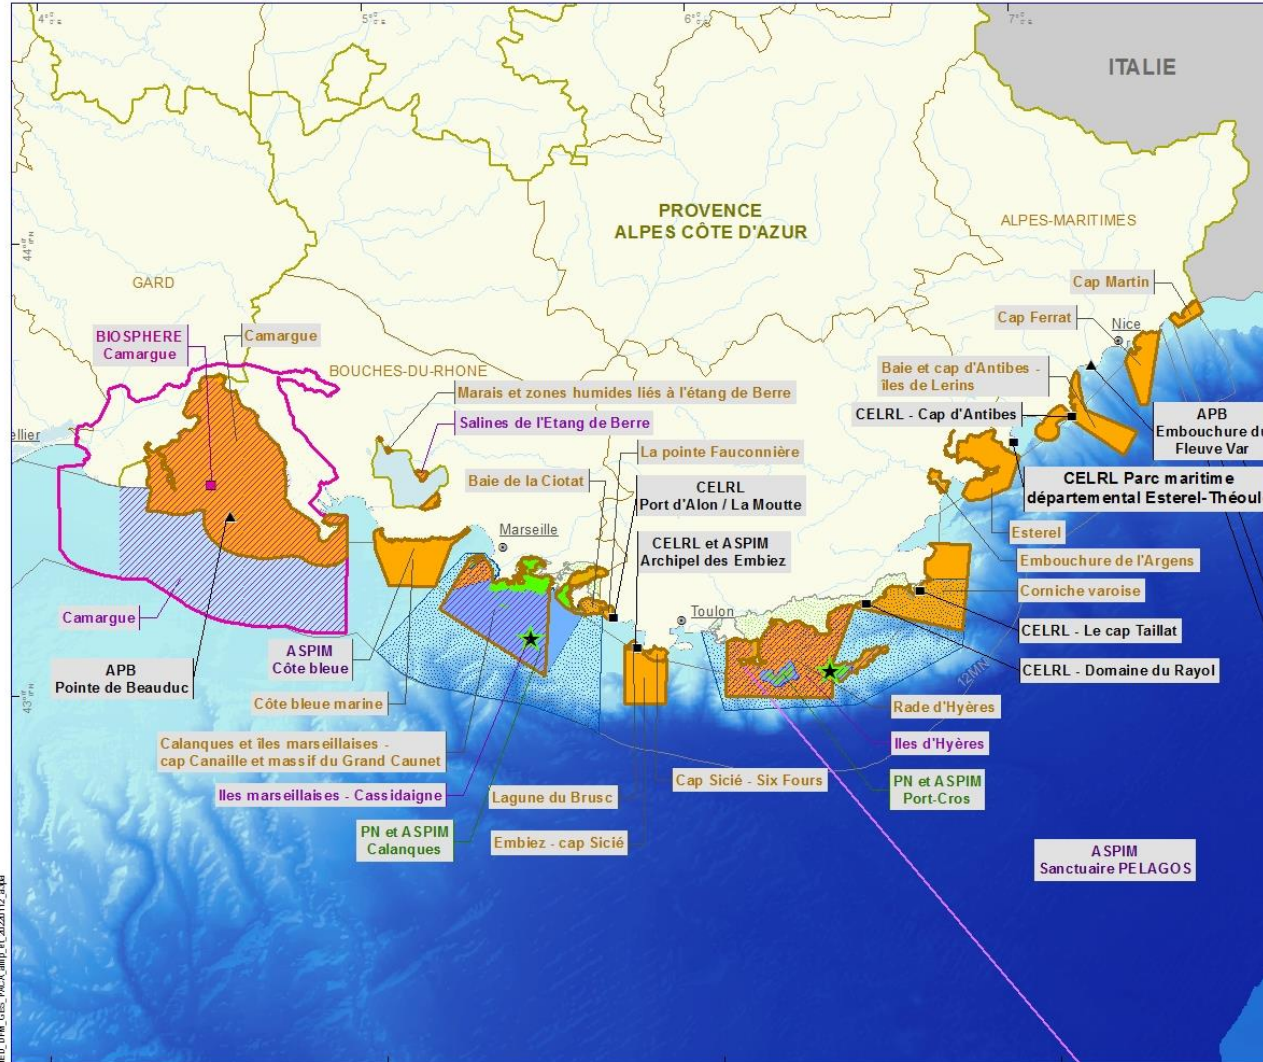 4°
5°
6°
7°
ITALIE
PROVENCE
ALPES CÔTE D'AZUR
ALPES-MARITIMES
44°
GARD
Cap Martin
BIOSPHERE
Camargue
Camargue
Cap Ferrat
Nice
BOUCHES-DU-RHONE
Baie et cap d'Antibes -
îles de Lerins
Marais et zones humides liés à l'étang de Berre
CELRL - Cap d'Antibes
APB
Embouchure du
Fleuve Var
Salines de l'Etang de Berre
ellier
La pointe Fauconnière
Baie de la Ciotat
CELRL
Port d'Alon / La Moutte
CELRL Parc maritime
départemental Esterel-Théoul
Marseille
Esterel
CELRL et ASPIM
Archipel des Embiez
Embouchure de l'Argens
Corniche varoise
Camargue
Toulon
CELRL - Le cap Taillat
ASPIM
Côte bleue
APB
Pointe de Beauduc
CELRL - Domaine du Rayol
12MN
43°
Côte bleue marine
Rade d'Hyères
Calanques et îles marseillaises -
cap Canaille et massif du Grand Caunet
Iles d'Hyères
Cap Sicié - Six Fours
PN et ASPIM
Port-Cros
Iles marseillaises - Cassidaigne
Lagune du Brusc
PN et ASPIM
Calanques
Embiez - cap Sicié
ASPIM
Sanctuaire PELAGOS